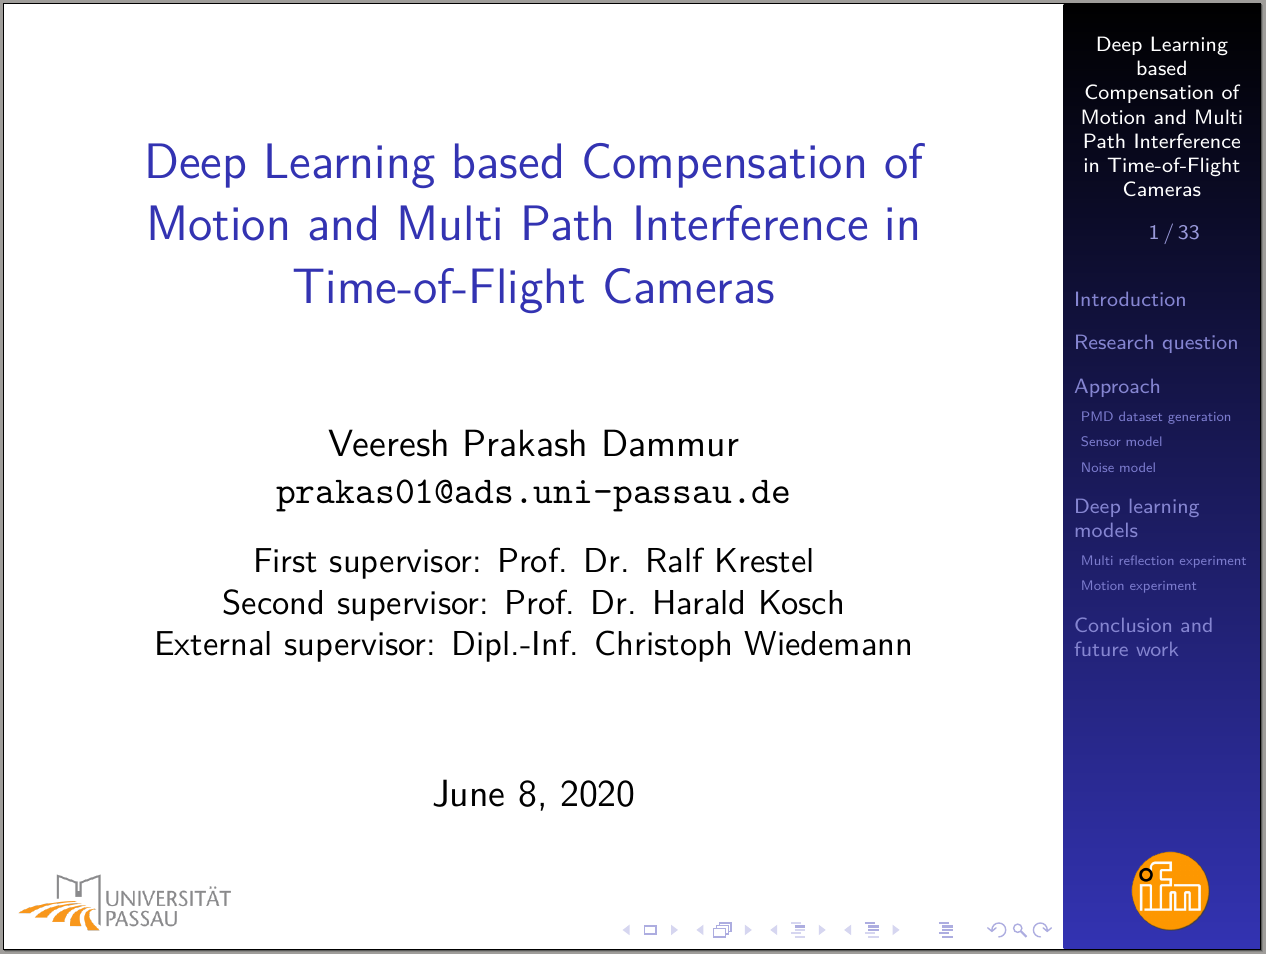 Deep Learning based Compensation of
Motion and Multi Path Interference in
Time-of-Flight Cameras
Veeresh Prakash Dammur
prakas01@ads.uni-passau.de
First supervisor: Prof. Dr. Ralf Krestel
Second supervisor: Prof. Dr. Harald Kosch
External supervisor: Dipl.-Inf. Christoph Wiedemann
June 8, 2020
UNIVERSITÄT
PASSAU
Deep Learning
based
Compensation of
Motion and Multi
Path Interference
in Time-of-Flight
Cameras
1 / 33
Introduction
Research question
Approach
PMD dataset generation
Sensor model
Noise model
Deep learning
models
Multi reflection experiment
Motion experiment
Conclusion and
future work
ifm